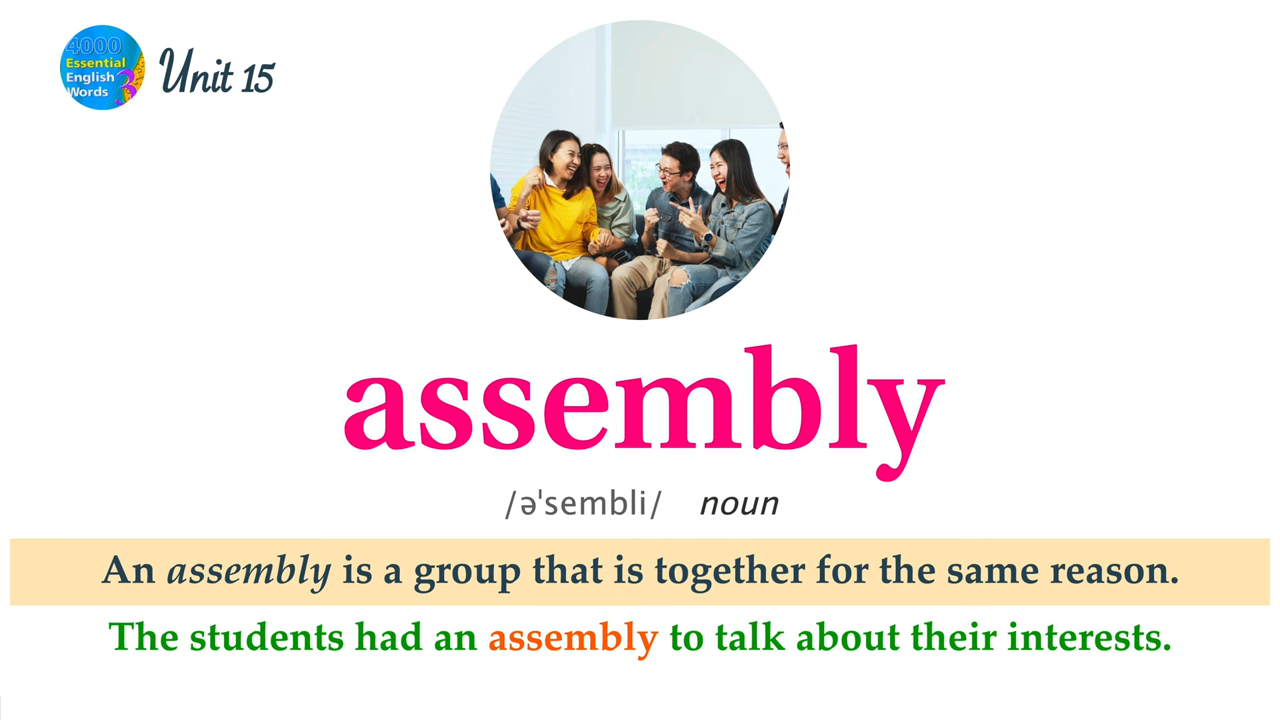 4000
Essential
English
Words 3
Unit 15
assembly
/ə'sembli/ noun
An assembly is a group that is together for the same reason.
The students had an assembly to talk about their interests.